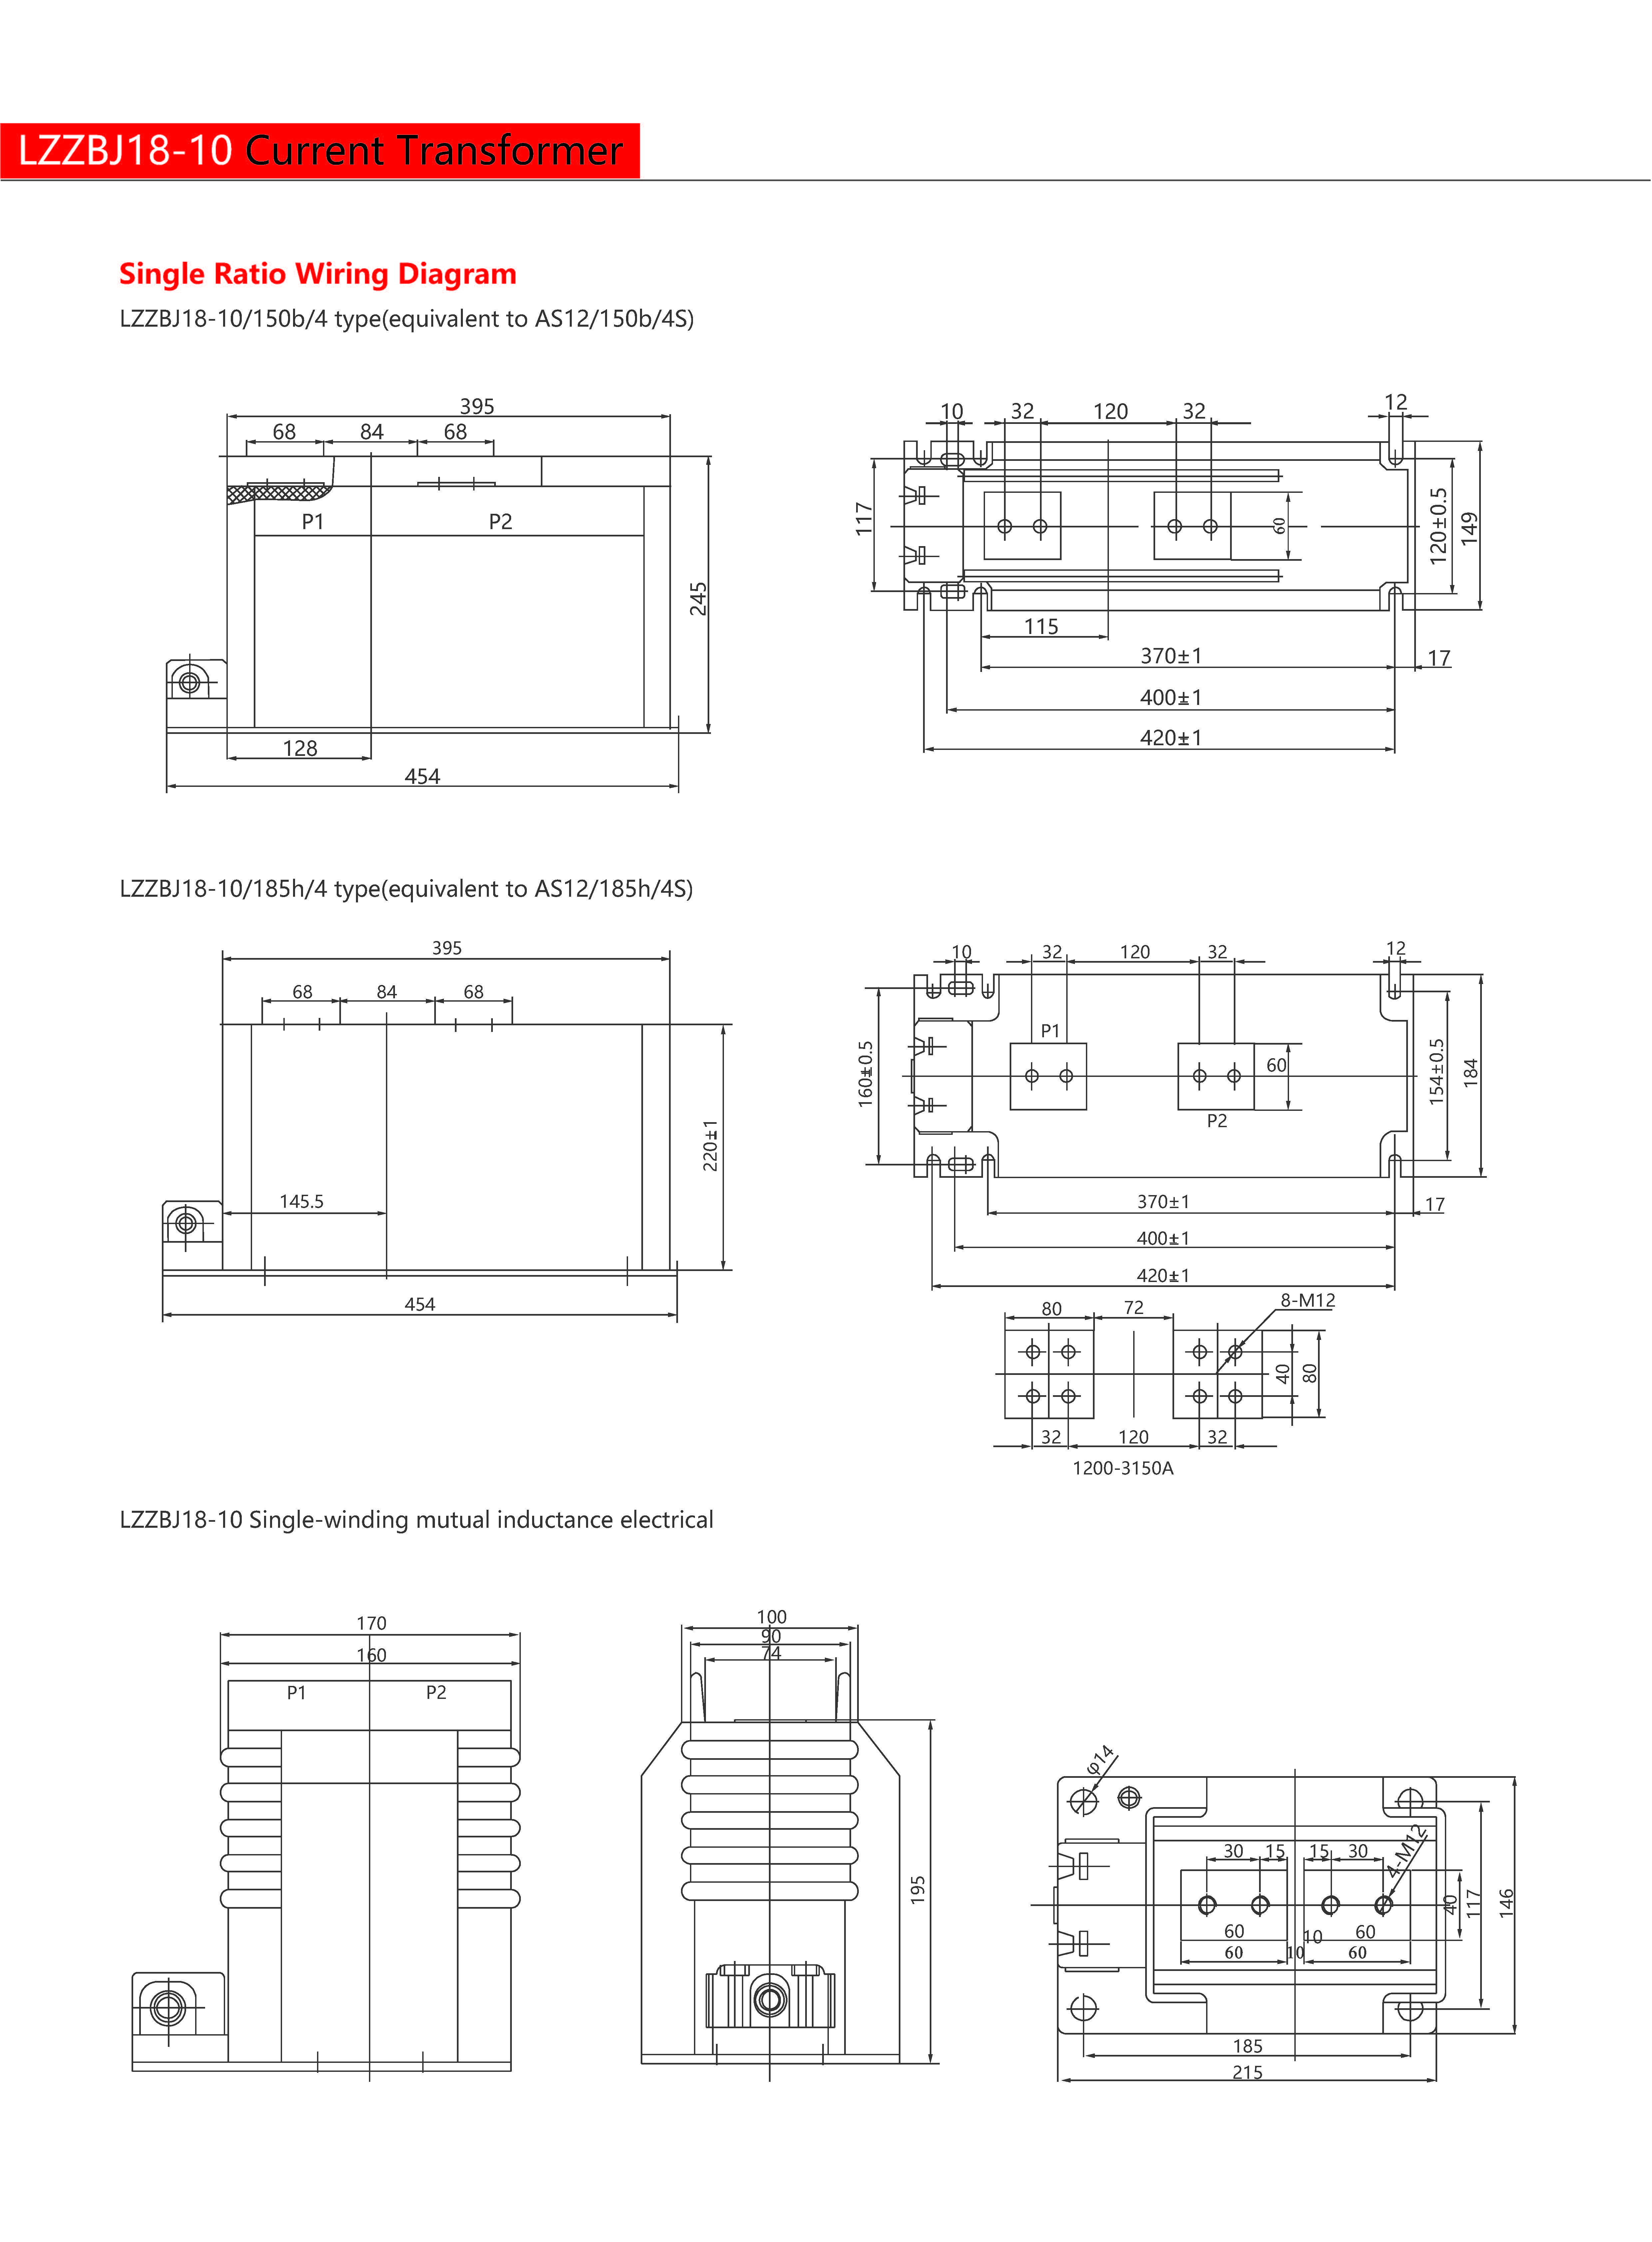 LZZBJ18-10 Current Transformer
Single Ratio Wiring Diagram
LZZBJ18-10/150b/4 type(equivalent to AS12/150b/4S)
395
68 84 68
P1 P2
245
128
454
10 32 120 32 12
117
60
120±0.5
149
115
370±1 17
400±1
420±1
LZZBJ18-10/185h/4 type(equivalent to AS12/185h/4S)
395
68 84 68
220±1
145.5
454
10 32 120 32 12
P1
160±0.5
60
154±0.5
184
P2
370±1 17
400±1
420±1
8-M12
80 72
40
80
32 120 32
1200-3150A
LZZBJ18-10 Single-winding mutual inductance electrical
170
160
P1 P2
100
90
74
195
φ14
30 15 15 30
4-M12
40
117
146
60 10 60
60 10 60
185
215